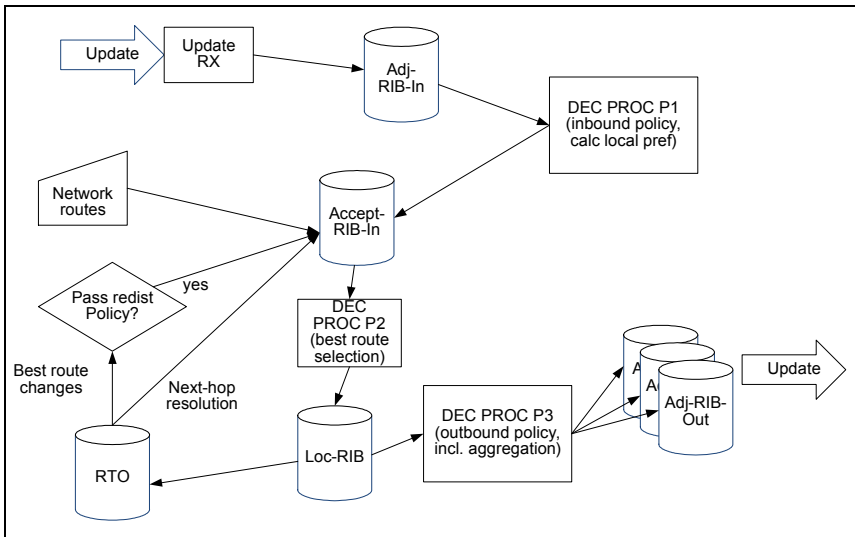 Update
Update
RX
Adj-
RIB-In
DEC PROC P1
(inbound policy,
calc local pref)
Network
routes
Accept-
RIB-In
Pass redist
Policy?
yes
DEC
PROC P2
(best route
selection)
Best route
changes
Next-hop
resolution
RTO
Loc-RIB
DEC PROC P3
(outbound policy,
incl. aggregation)
A
A
Adj-RIB-
Out
Update